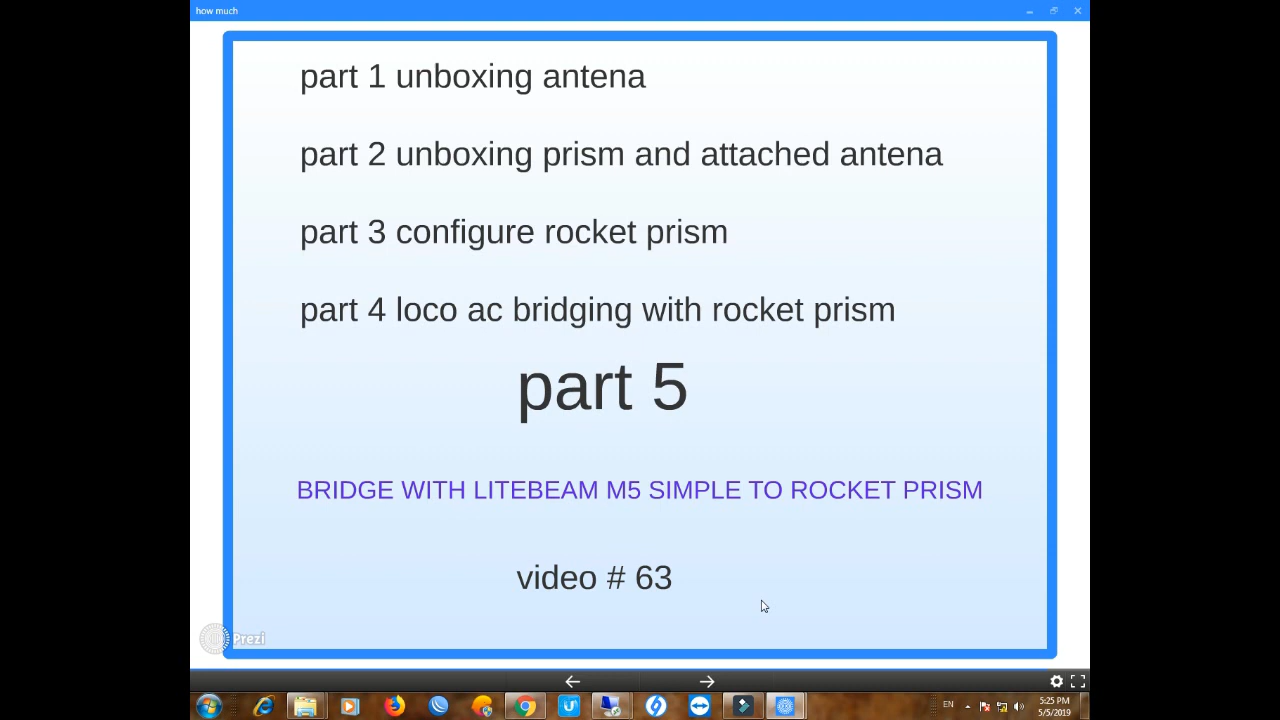 how much
part 1 unboxing antena
part 2 unboxing prism and attached antena
part 3 configure rocket prism
part 4 loco ac bridging with rocket prism
part 5
BRIDGE WITH LITEBEAM M5 SIMPLE TO ROCKET PRISM
video # 63
Prezi
EN
5:25 PM
5/5/2019